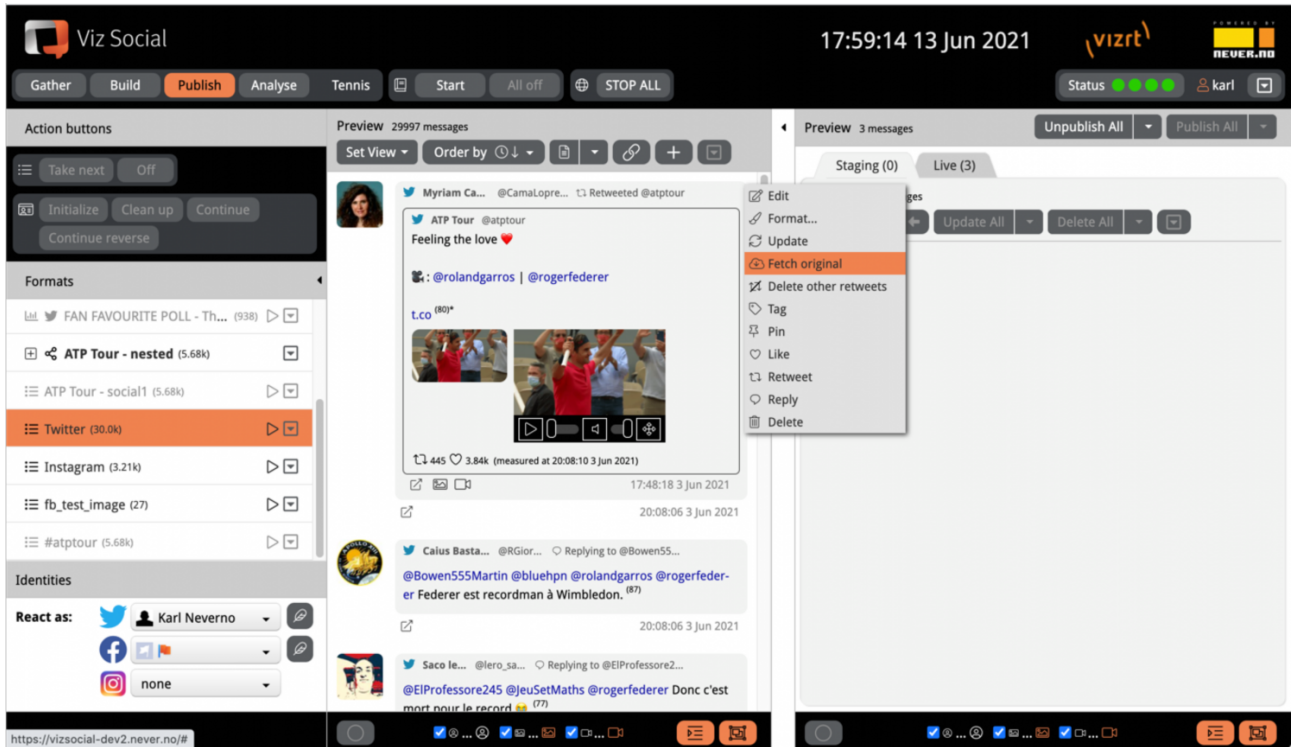 Viz Social
17:59:14 13 Jun 2021
vizrt
POWERED BY
NEVER.NO
Gather Build Publish Analyse Tennis Start All off STOP ALL
Status karl
Action buttons
Take next Off
Initialize Clean up Continue
Continue reverse
Formats
FAN FAVOURITE POLL - Th... (938)
ATP Tour - nested (5.68k)
ATP Tour - social1 (5.68k)
Twitter (30.0k)
Instagram (3.21k)
fb_test_image (27)
#atptour (5.68k)
Identities
React as: Karl Neverno
none
https://vizsocial-dev2.never.no/#
Preview 29997 messages
Set View Order by
Myriam Ca... @CamaLopre... Retweeted @atptour
ATP Tour @atptour
Feeling the love
: @rolandgarros | @rogerfederer
t.co (80)*
445 3.84k (measured at 20:08:10 3 Jun 2021)
17:48:18 3 Jun 2021
20:08:06 3 Jun 2021
Caius Basta... @RGior... Replying to @Bowen55...
@Bowen555Martin @bluehpn @rolandgarros @rogerfeder-
er Federer est recordman à Wimbledon. (87)
20:08:06 3 Jun 2021
Saco le... @lero_sa... Replying to @ElProfessore2...
@ElProfessore245 @JeuSetMaths @rogerfederer Donc c'est
mort pour le record (77)
Edit
Format...
Update
Fetch original
Delete other retweets
Tag
Pin
Like
Retweet
Reply
Delete
Preview 3 messages
Unpublish All Publish All
Staging (0) Live (3)
Update All Delete All
... ... ...
... ... ...